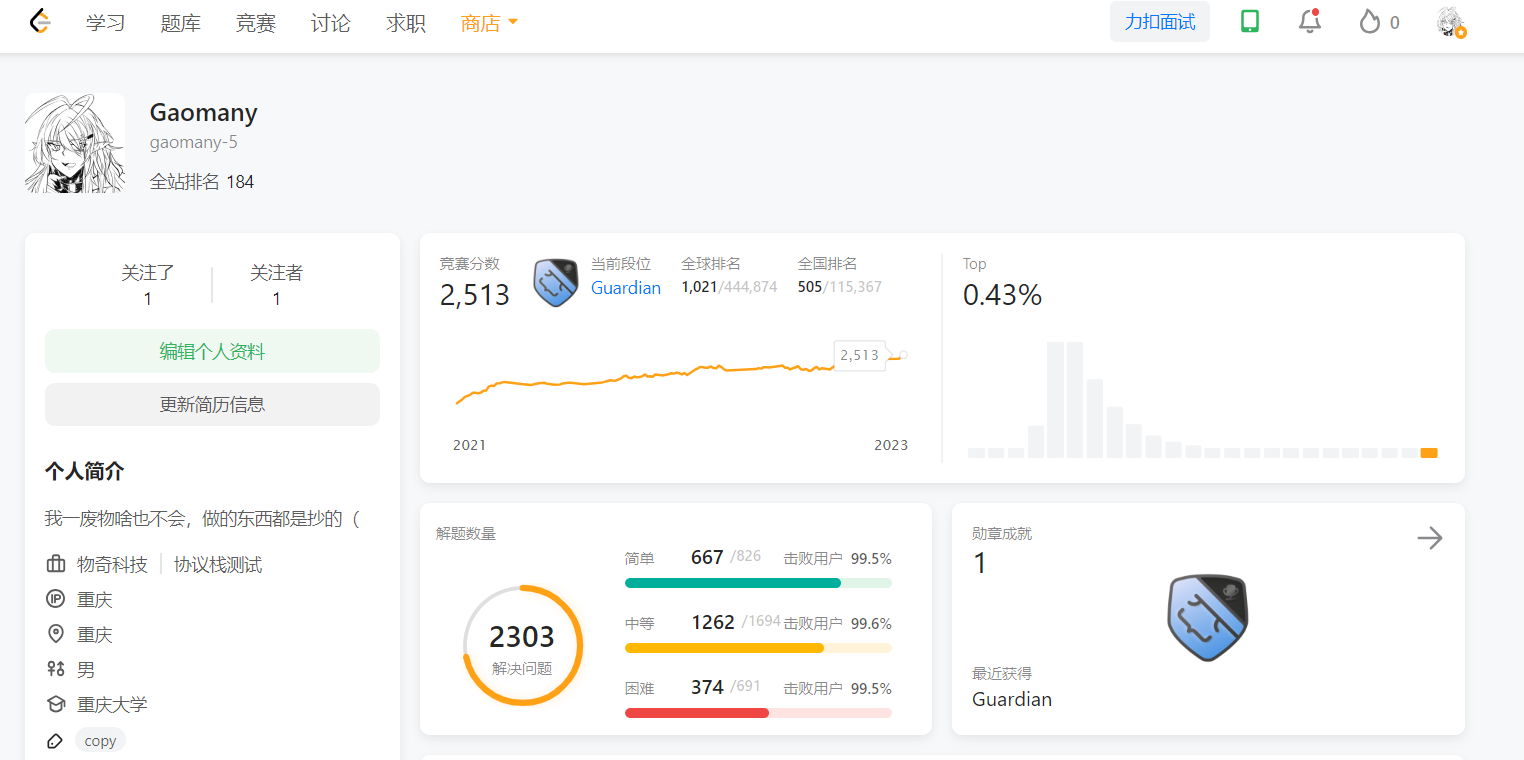 学习 题库 竞赛 讨论 求职 商店 力扣面试 0
Gaomany
gaomany-5
全站排名 184
关注了 关注者
1 1
编辑个人资料
更新简历信息
个人简介
我一废物啥也不会，做的东西都是抄的（
物奇科技 协议栈测试
IP 重庆
重庆
男
重庆大学
copy
竞赛分数 当前段位 全球排名 全国排名
2,513 Guardian 1,021/444,874 505/115,367
2,513
2021 2023
Top
0.43%
解题数量
2303
解决问题
简单 667 /826 击败用户 99.5%
中等 1262 /1694 击败用户 99.6%
困难 374 /691 击败用户 99.5%
勋章成就
1
最近获得
Guardian